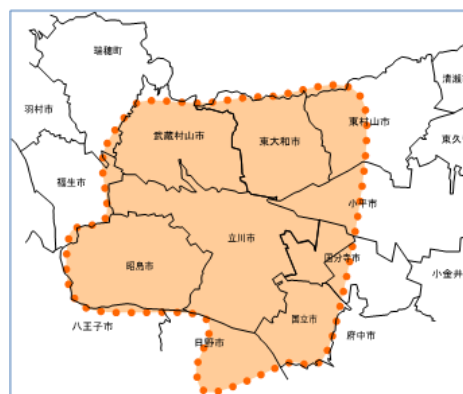 瑞穂町
清瀬
羽村市
東村山市
武蔵村山市
東大和市
東久
福生市
小平市
立川市
国分寺市
昭島市
小金井
国立市
八王子市
府中市
日野市